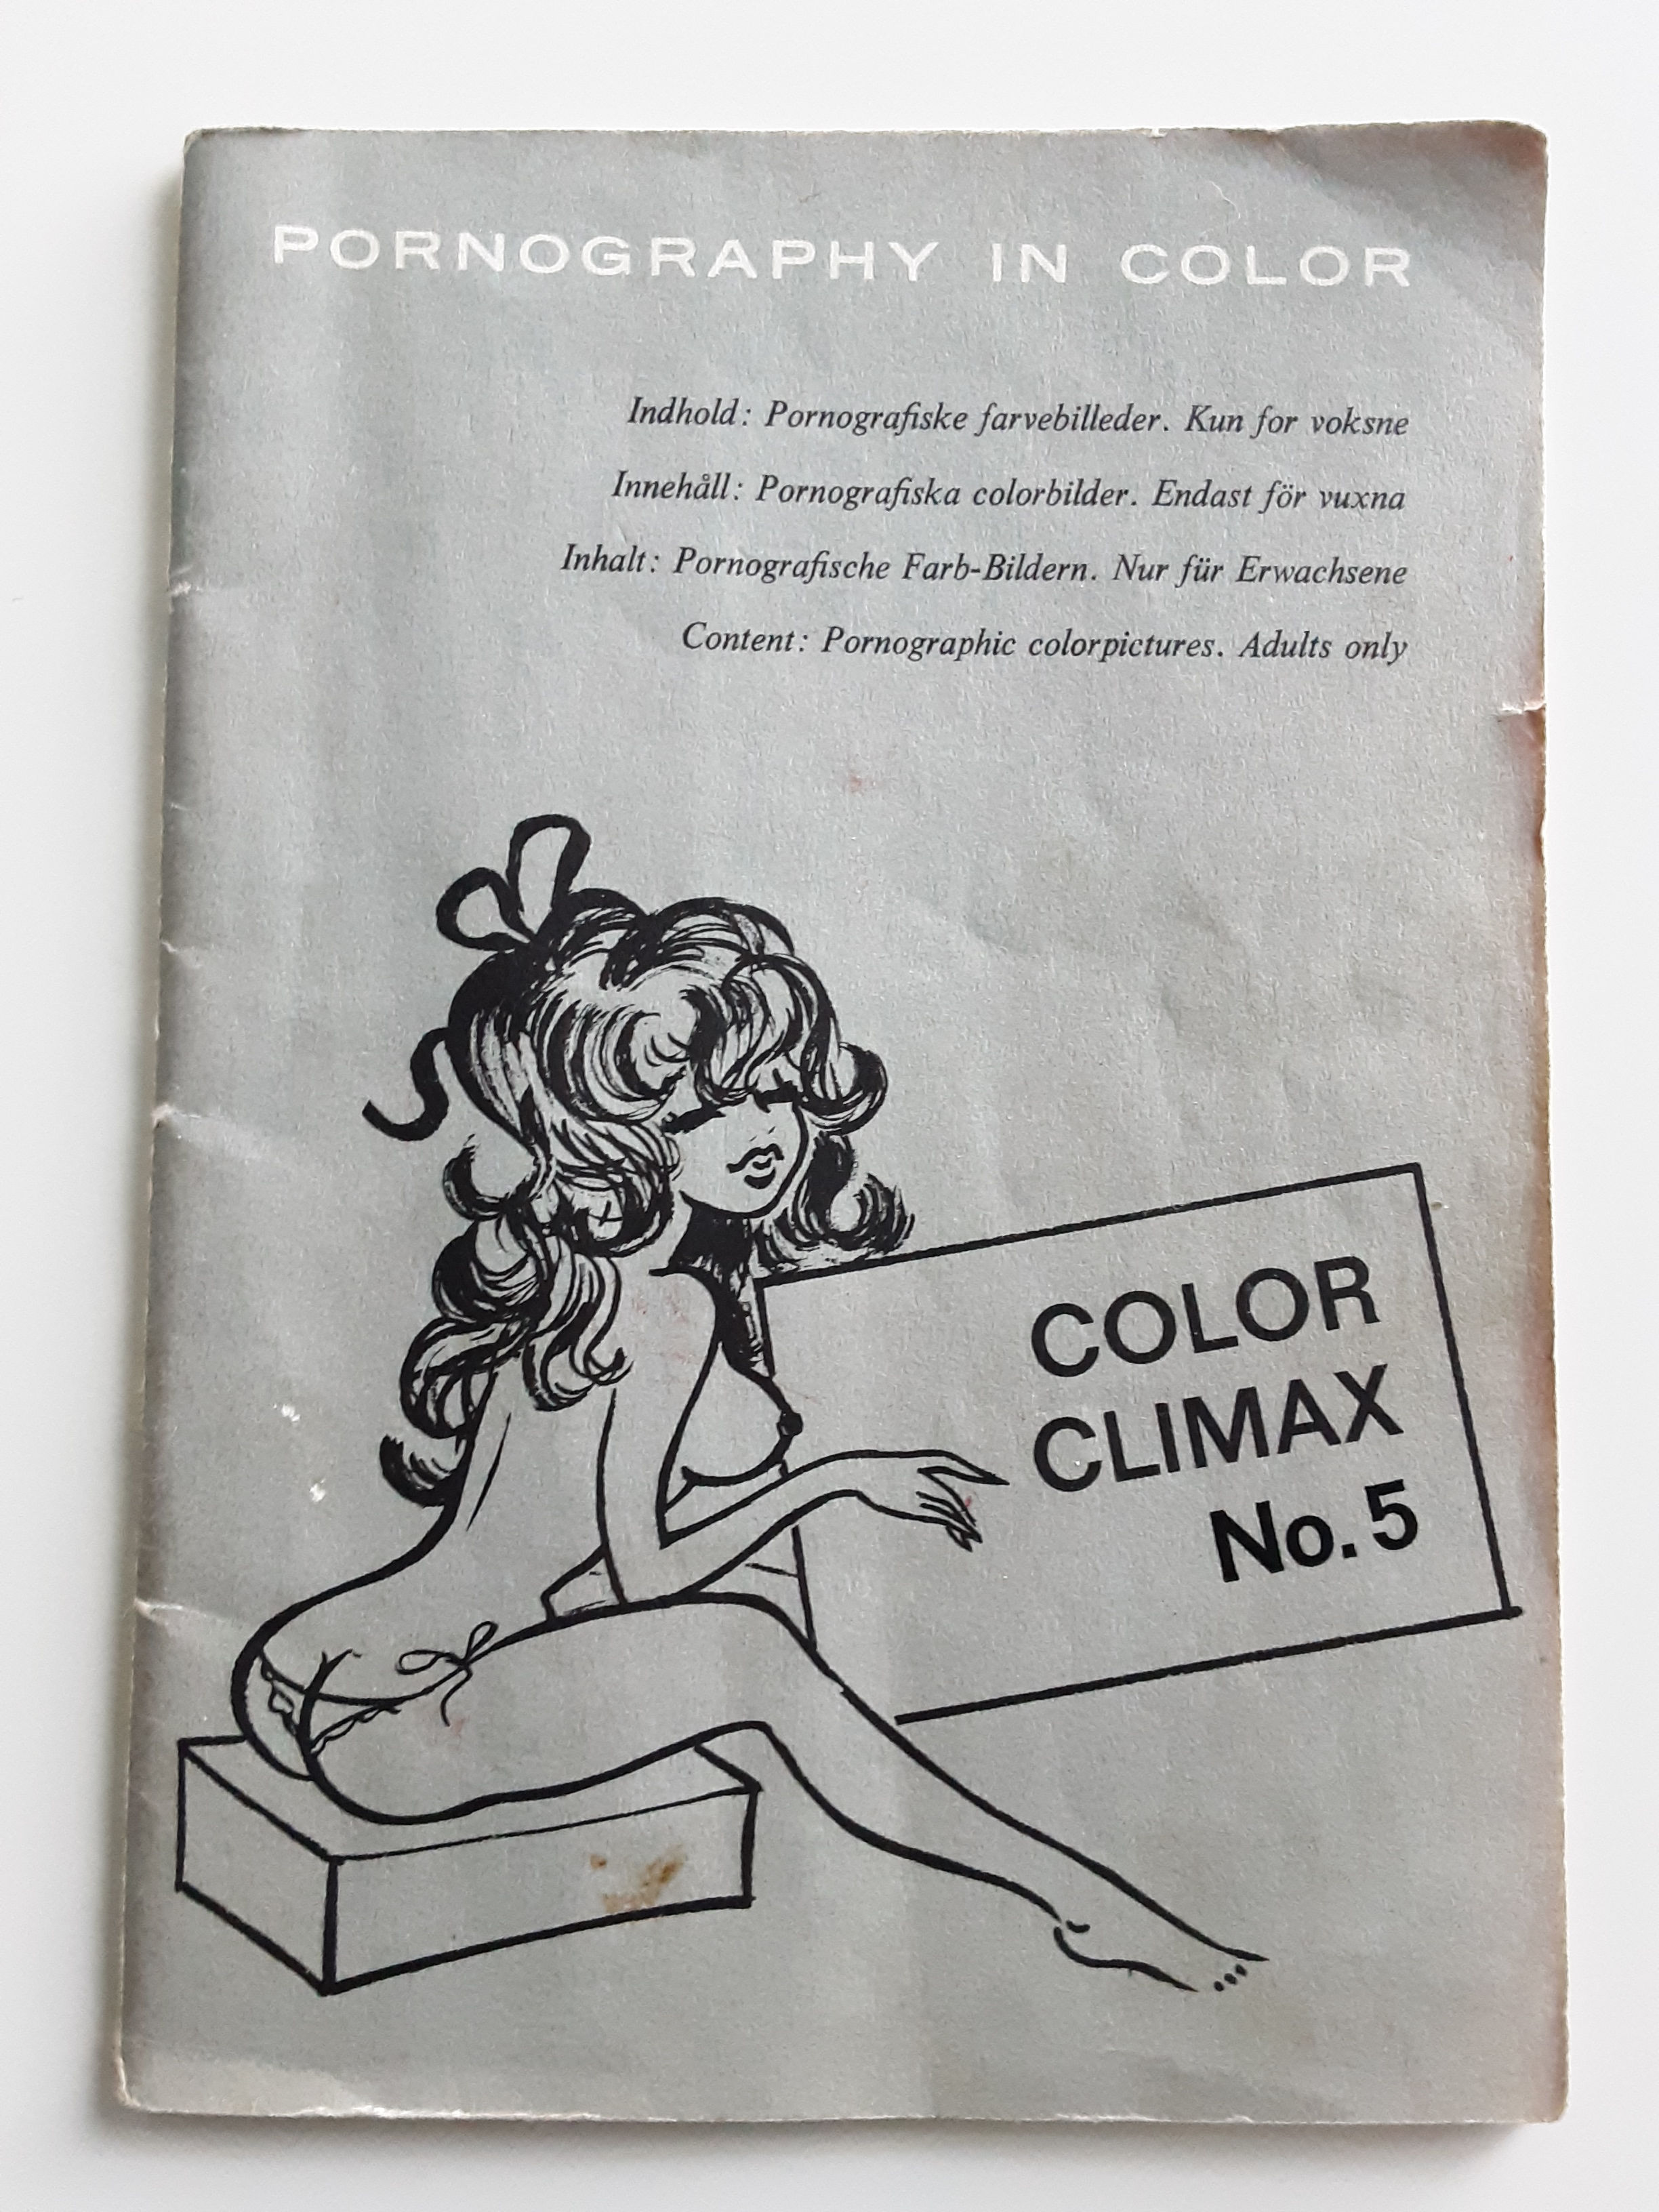 PORNOGRAPHY IN COLOR
Indhold: Pornografiske farvebilleder. Kun for voksne
Innehåll: Pornografiska colorbilder. Endast för vuxna
Inhalt: Pornografische Farb-Bildern. Nur für Erwachsene
Content: Pornographic colorpictures. Adults only
COLOR
CLIMAX
No. 5